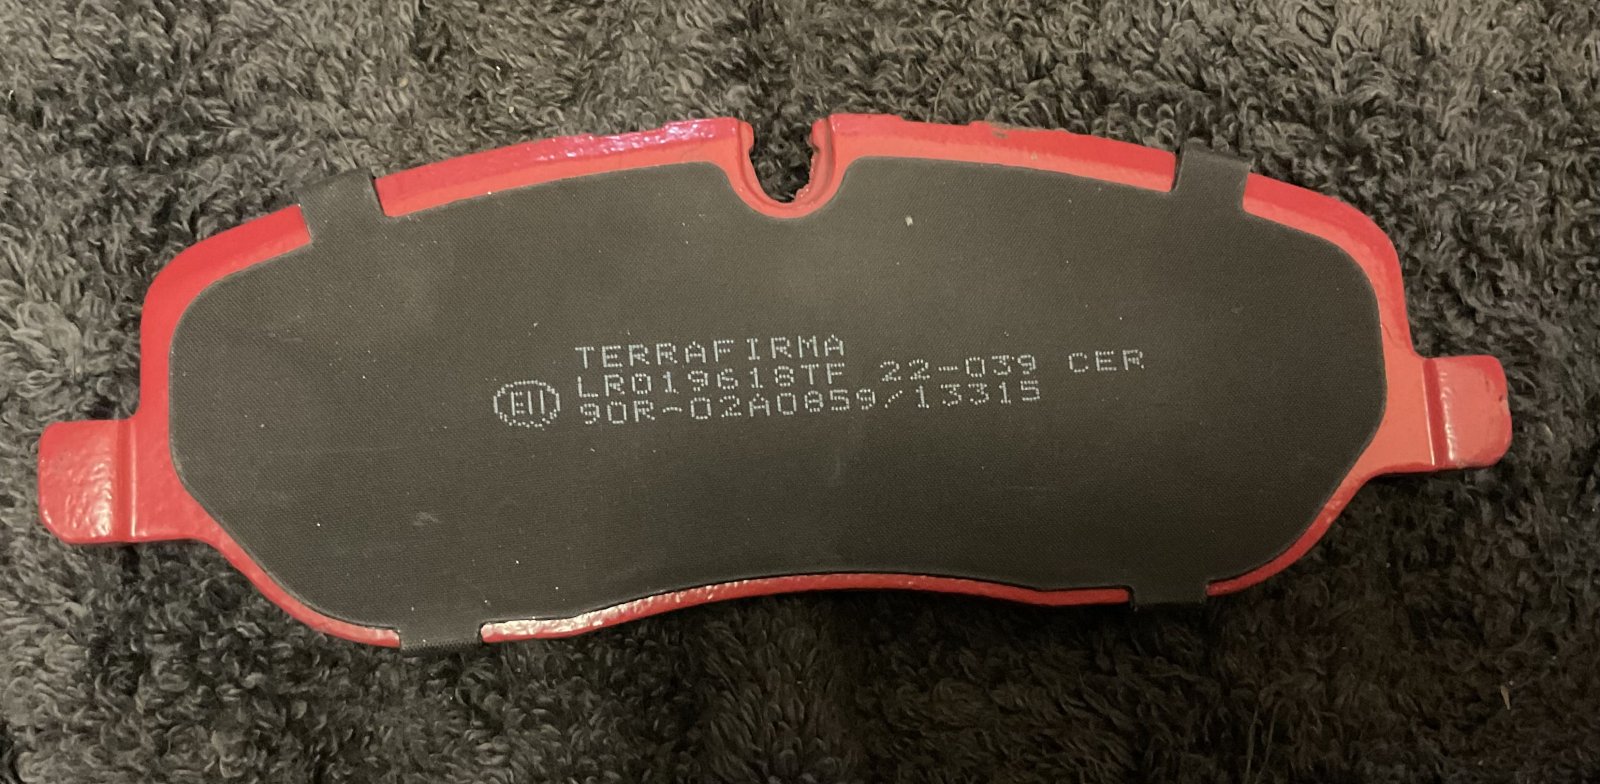 TERRAFIRMA
LR019618TF 22-039 CER
E11 90R-02A0859/13315